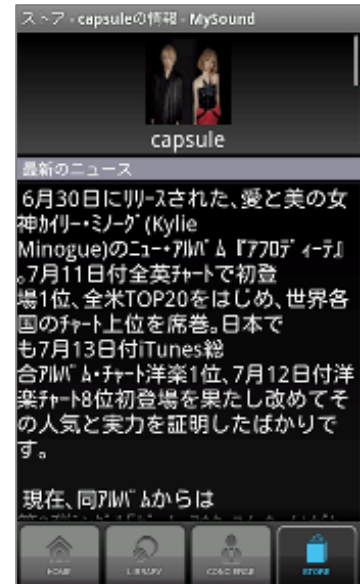 ストア - capsuleの情報 - MySound
capsule
最新のニュース
6月30日にﾘﾘｰｽされた、愛と美の女
神ｶｲﾘｰ・ﾐﾉｰｸﾞ(Kylie
Minogue)のﾆｭｰ・ｱﾙﾊﾞﾑ『ｱﾌﾛﾃﾞｨｰﾃ』
。7月11日付全英ﾁｬｰﾄで初登
場1位、全米TOP20をはじめ、世界各
国のﾁｬｰﾄ上位を席巻。日本で
も7月13日付iTunes総
合ｱﾙﾊﾞﾑ・ﾁｬｰﾄ洋楽1位、7月12日付洋
楽ﾁｬｰﾄ8位初登場を果たし改めてそ
の人気と実力を証明したばかりで
す。
現在、同ｱﾙﾊﾞﾑからは
HOME
LIBRARY
CONCIERGE
STORE